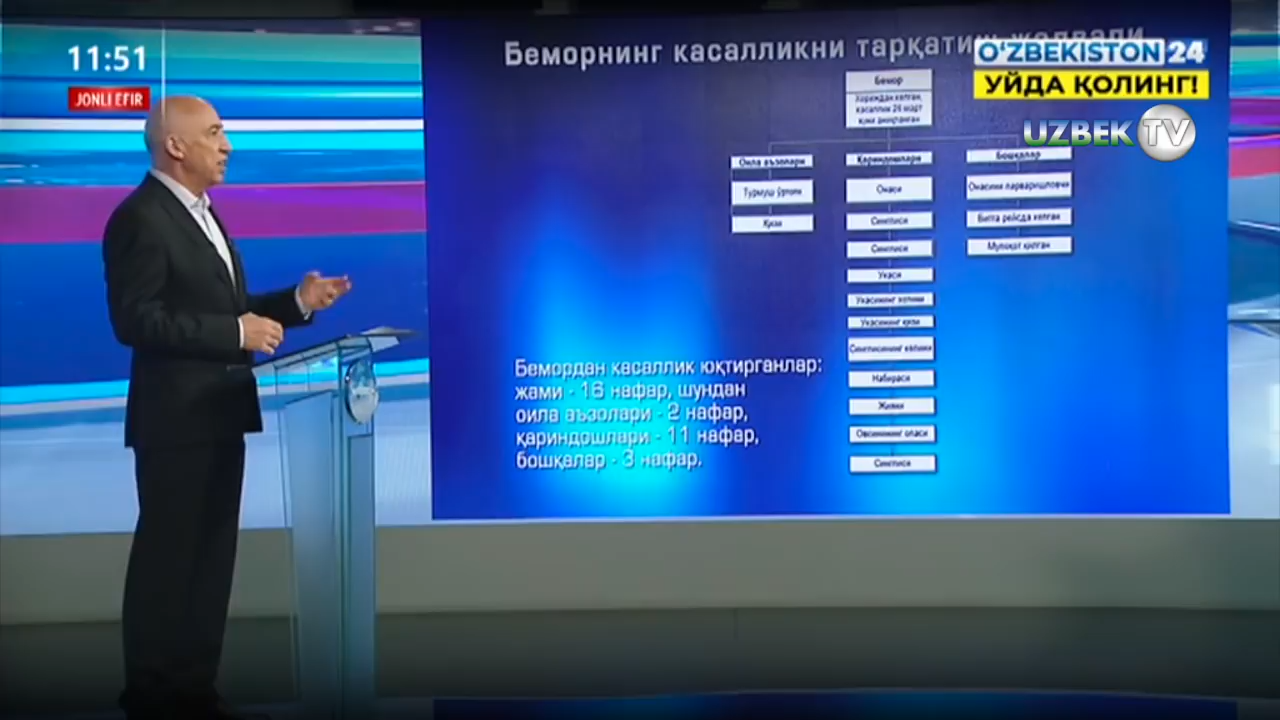 11:51
JONLI EFIR
Беморнинг касалликни тарқатиш жадвали
O‘ZBEKISTON 24
УЙДА ҚОЛИНГ!
UZBEK TV
Бемор
Хориждан келган,
касаллик 26 март
куни аниқланган
Оила аъзолари
Турмуш ўртоғи
Қизи
Қариндошлари
Онаси
Синглиси
Синглиси
Укаси
Укасининг хотини
Укасининг қизи
Синглисининг келини
Набираси
Жияни
Овсинининг опаси
Синглиси
Бошқалар
Онасини парваришловчи
Битта рейсда келган
Мулоқот қилган
Бемордан касаллик юқтирганлар:
жами - 16 нафар, шундан
оила аъзолари - 2 нафар,
қариндошлари - 11 нафар,
бошқалар - 3 нафар.